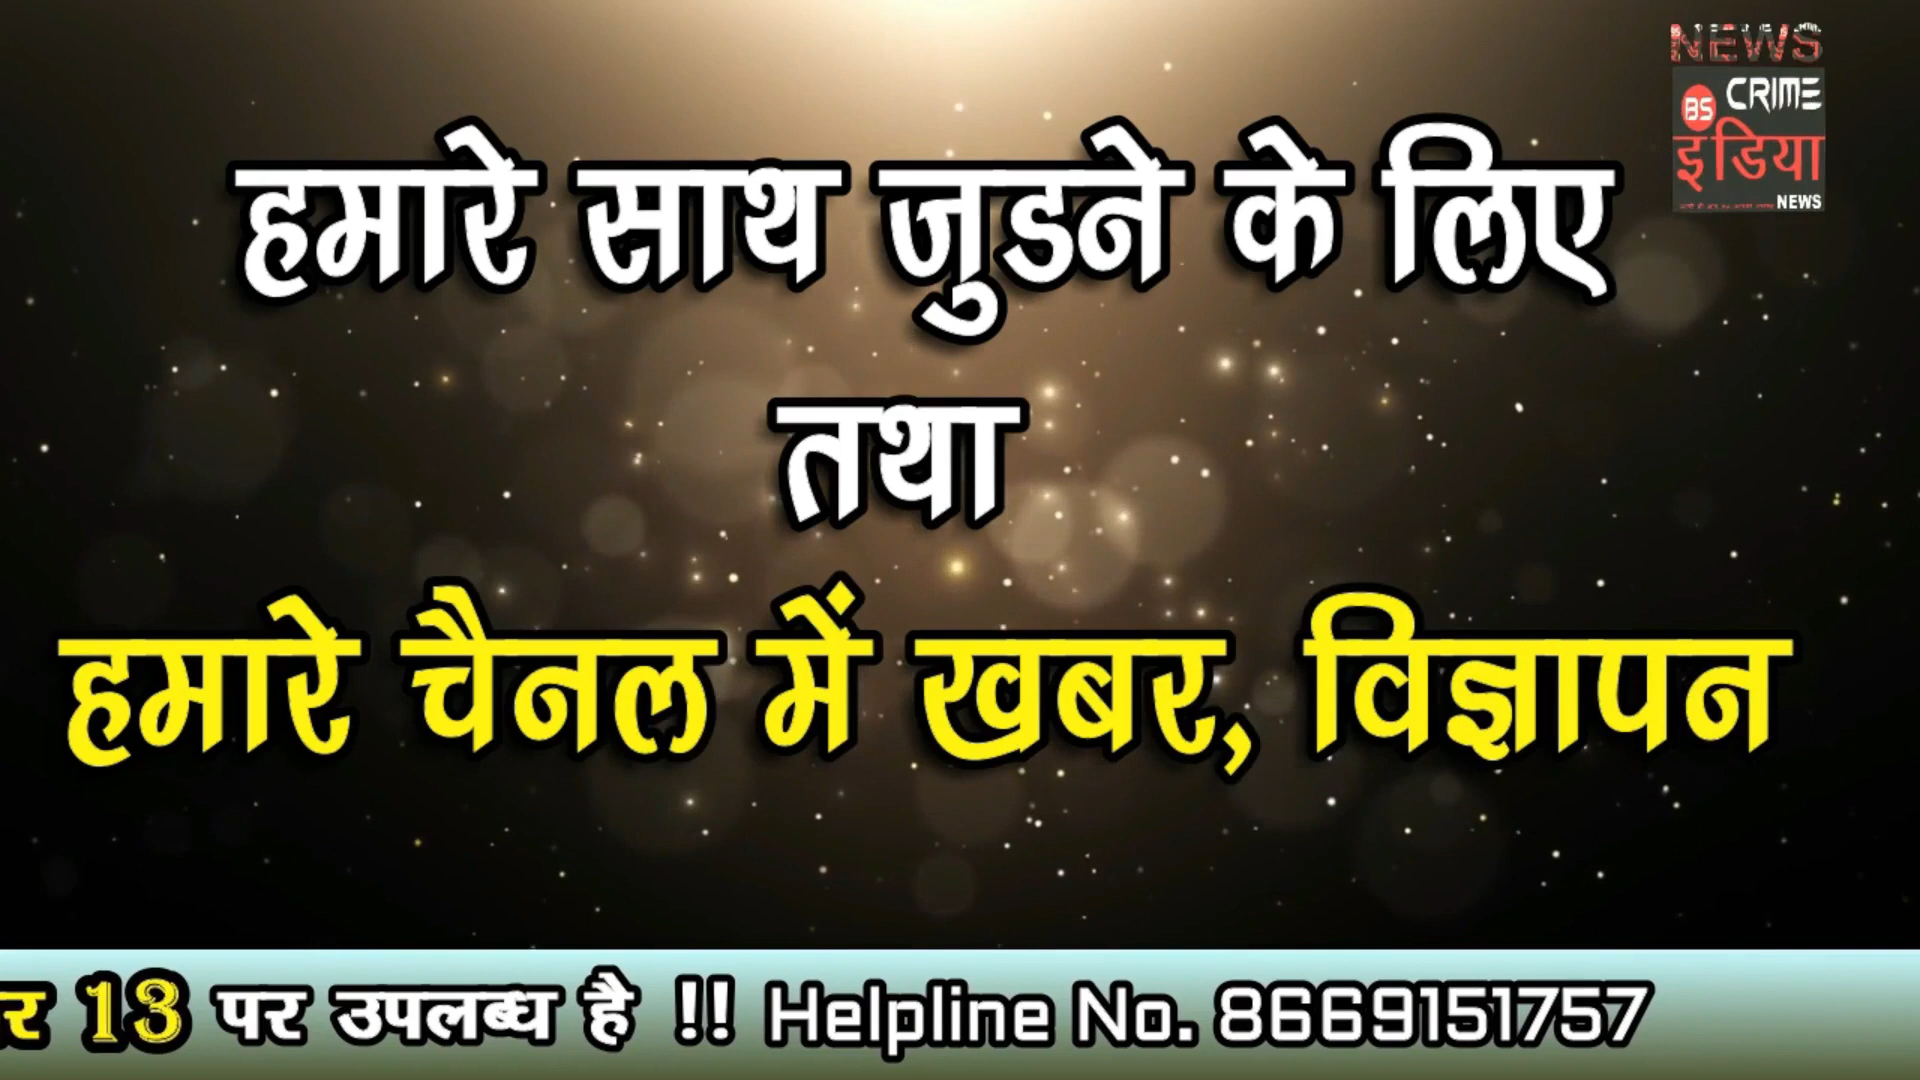 NEWS
BS CRIME
इंडिया
NEWS
हमारे साथ जुडने के लिए
तथा
हमारे चैनल में खबर, विज्ञापन
र 13 पर उपलब्ध है !! Helpline No. 8669151757